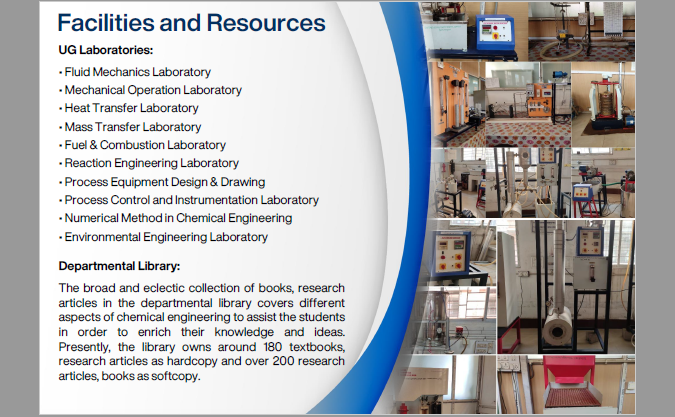 Facilities and Resources
UG Laboratories:
• Fluid Mechanics Laboratory
• Mechanical Operation Laboratory
• Heat Transfer Laboratory
• Mass Transfer Laboratory
• Fuel & Combustion Laboratory
• Reaction Engineering Laboratory
• Process Equipment Design & Drawing
• Process Control and Instrumentation Laboratory
• Numerical Method in Chemical Engineering
• Environmental Engineering Laboratory
Departmental Library:
The broad and eclectic collection of books, research
articles in the departmental library covers different
aspects of chemical engineering to assist the students
in order to enrich their knowledge and ideas.
Presently, the library owns around 180 textbooks,
research articles as hardcopy and over 200 research
articles, books as softcopy.